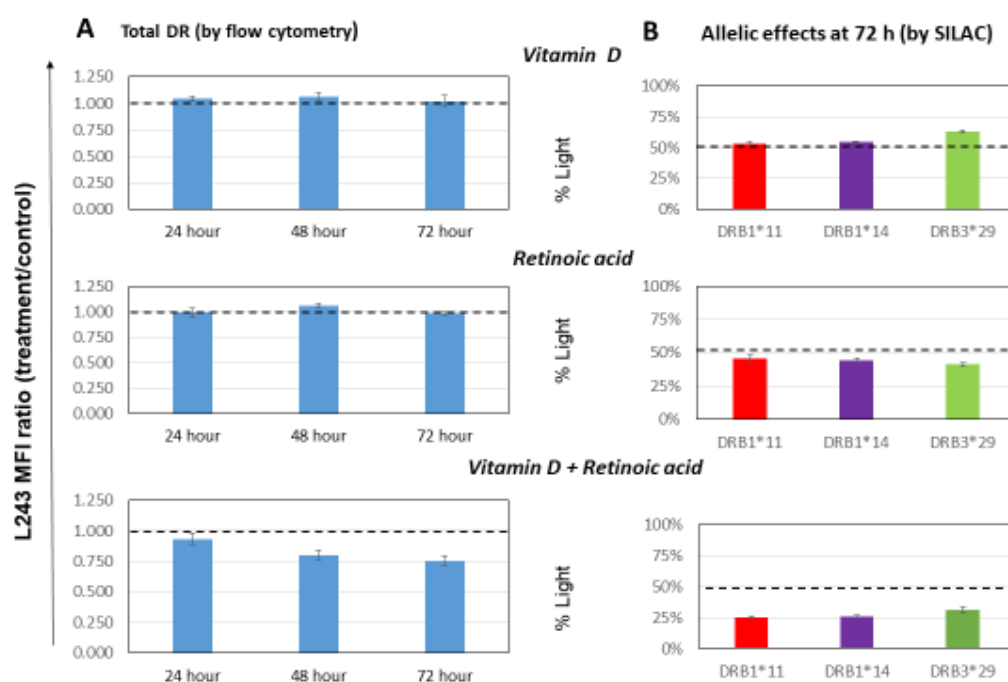 A Total DR (by flow cytometry)
B Allelic effects at 72 h (by SILAC)
Vitamin D
L243 MFI ratio (treatment/control)
1.250
1.000
0.750
0.500
0.250
0.000
24 hour 48 hour 72 hour
% Light
100%
75%
50%
25%
0%
DRB1*11 DRB1*14 DRB3*29
Retinoic acid
1.250
1.000
0.750
0.500
0.250
0.000
24 hour 48 hour 72 hour
% Light
100%
75%
50%
25%
0%
DRB1*11 DRB1*14 DRB3*29
Vitamin D + Retinoic acid
1.250
1.000
0.750
0.500
0.250
0.000
24 hour 48 hour 72 hour
% Light
100%
75%
50%
25%
0%
DRB1*11 DRB1*14 DRB3*29